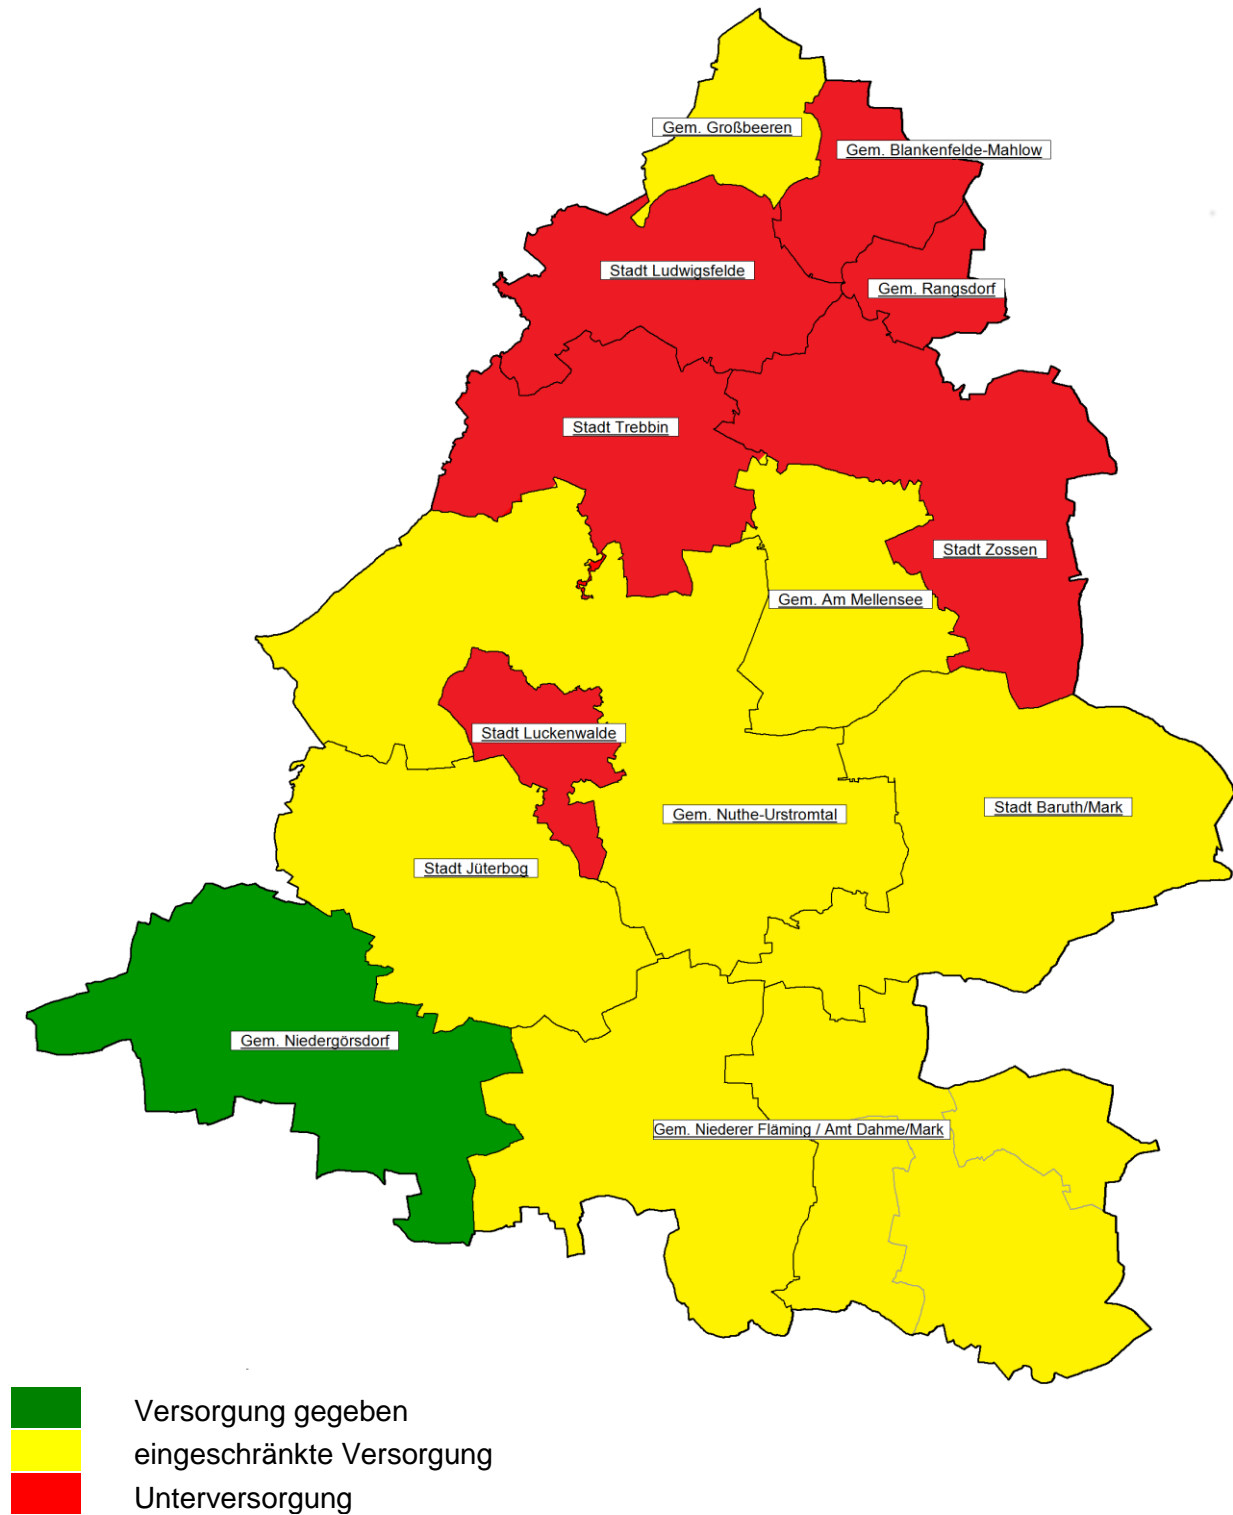 Gem. Großbeeren
Gem. Blankenfelde-Mahlow
Stadt Ludwigsfelde
Gem. Rangsdorf
Stadt Trebbin
Stadt Zossen
Gem. Am Mellensee
Stadt Luckenwalde
Stadt Baruth/Mark
Gem. Nuthe-Urstromtal
Stadt Jüterbog
Gem. Niedergörsdorf
Gem. Niederer Fläming / Amt Dahme/Mark
Versorgung gegeben
eingeschränkte Versorgung
Unterversorgung